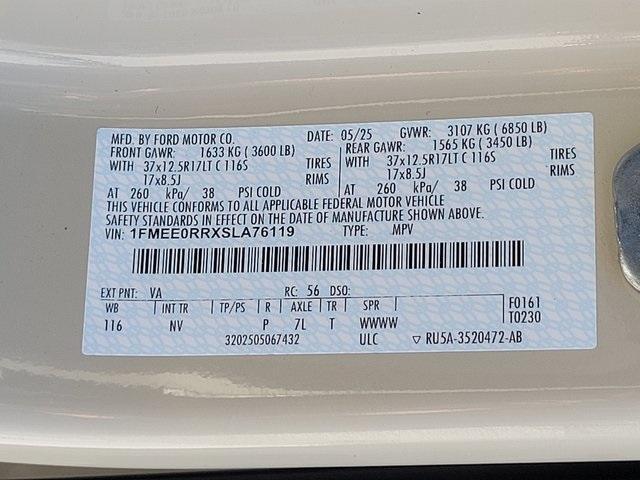 MFD. BY FORD MOTOR CO. DATE: 05/25 GVWR: 3107 KG ( 6850 LB)
FRONT GAWR: 1633 KG ( 3600 LB) REAR GAWR: 1565 KG ( 3450 LB)
WITH 37x12.5R17LT C 116S TIRES WITH 37x12.5R17LT C 116S TIRES
17x8.5J RIMS 17x8.5J RIMS
AT 260 kPa/ 38 PSI COLD AT 260 kPa/ 38 PSI COLD
THIS VEHICLE CONFORMS TO ALL APPLICABLE FEDERAL MOTOR VEHICLE
SAFETY STANDARDS IN EFFECT ON THE DATE OF MANUFACTURE SHOWN ABOVE.
VIN: 1FMEE0RRXSLA76119 TYPE: MPV
EXT PNT: VA RC: 56 DSO:
WB INT TR TP/PS R AXLE TR SPR F0161
116 NV P 7L T WWWW T0230
3202505067432 ULC ▽ RU5A-3520472-AB